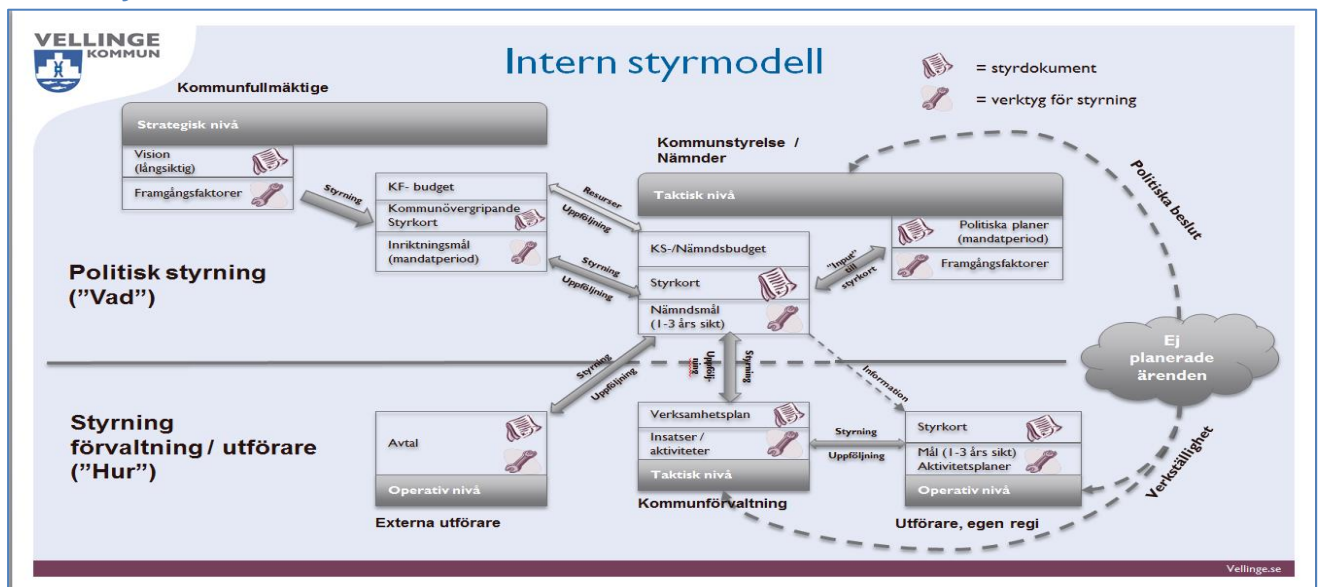 VELLINGE
KOMMUN
Intern styrmodell
= styrdokument
= verktyg för styrning
Kommunfullmäktige
Strategisk nivå
Vision
(långsiktig)
Framgångsfaktorer
Styrning
KF- budget
Kommunövergripande
Styrkort
Inriktningsmål
(mandatperiod)
Resurser
Uppföljning
Styrning
Uppföljning
Kommunstyrelse /
Nämnder
Taktisk nivå
KS-/Nämndsbudget
Styrkort
Nämndsmål
(1-3 års sikt)
"Input"
till
styrkort
Politiska planer
(mandatperiod)
Framgångsfaktorer
Politiska beslut
Politisk styrning
("Vad")
Ej
planerade
ärenden
Styrning
Uppföljning
Uppfölj-
ning
Styrning
Information
Styrning
förvaltning / utförare
("Hur")
Avtal
Operativ nivå
Externa utförare
Verksamhetsplan
Insatser /
aktiviteter
Taktisk nivå
Kommunförvaltning
Styrning
Uppföljning
Styrkort
Mål (1-3 års sikt)
Aktivitetsplaner
Operativ nivå
Utförare, egen regi
Verkställighet
Vellinge.se